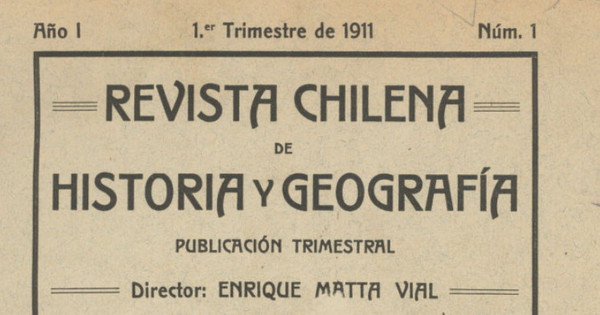 Año I 1.er Trimestre de 1911 Núm. 1
REVISTA CHILENA
DE
HISTORIA Y GEOGRAFÍA
PUBLICACIÓN TRIMESTRAL
Director: ENRIQUE MATTA VIAL